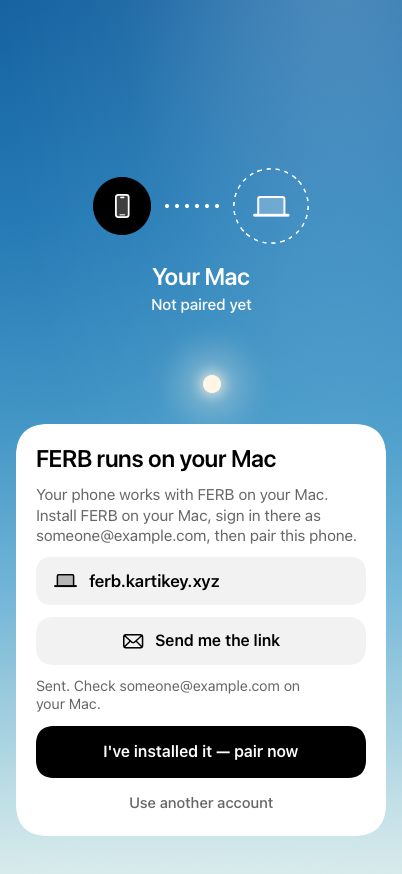 Your Mac
Not paired yet
FERB runs on your Mac
Your phone works with FERB on your Mac.
Install FERB on your Mac, sign in there as
someone@example.com, then pair this phone.
ferb.kartikey.xyz
Send me the link
Sent. Check someone@example.com on
your Mac.
I've installed it — pair now
Use another account